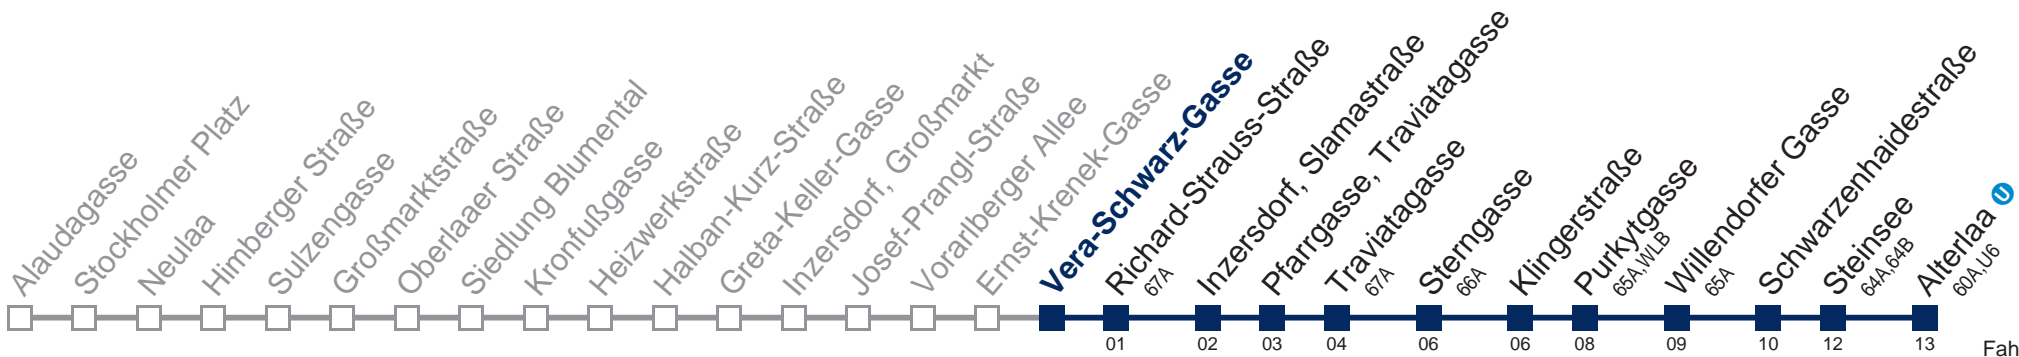 Alaudagasse
Stockholmer Platz
Neulaa
Himberger Straße
Sulzengasse
Großmarktstraße
Oberlaaer Straße
Siedlung Blumental
Kronfußgasse
Heizwerkstraße
Halban-Kurz-Straße
Greta-Keller-Gasse
Inzersdorf, Großmarkt
Josef-Prangl-Straße
Vorarlberger Allee
Ernst-Krenek-Gasse
Vera-Schwarz-Gasse
Richard-Strauss-Straße
67A
Inzersdorf, Slamastraße
Pfarrgasse, Traviatagasse
Traviatagasse
67A
Sterngasse
66A
Klingerstraße
Purkytgasse
65A,WLB
Willendorfer Gasse
65A
Schwarzenhaidestraße
Steinsee
64A,64B
Alterlaa U
60A,U6
01 02 03 04 06 06 08 09 10 12 13 Fah